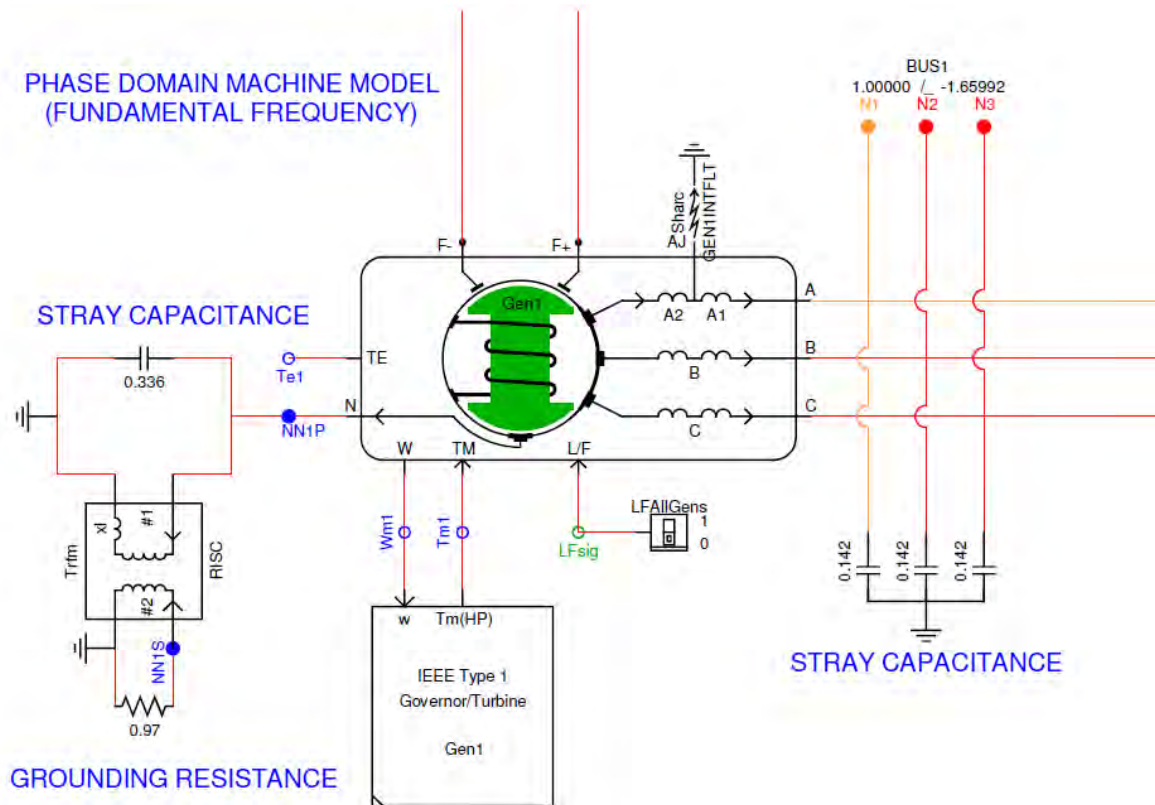 PHASE DOMAIN MACHINE MODEL
(FUNDAMENTAL FREQUENCY)
BUS1
1.00000 /_ -1.65992
N1 N2 N3
Sharc
AJ
GEN1INTFLT
F- F+
Gen1
A2 A1
A
B
B
C
C
TE
N
W TM L/F
STRAY CAPACITANCE
0.336
Te1
NN1P
xl
#1
Trfm
RISC
#2
NN1S
0.97
GROUNDING RESISTANCE
Wm1
Tm1
LFAllGens
1
0
LFsig
w Tm(HP)
IEEE Type 1
Governor/Turbine
Gen1
0.142
0.142
0.142
STRAY CAPACITANCE